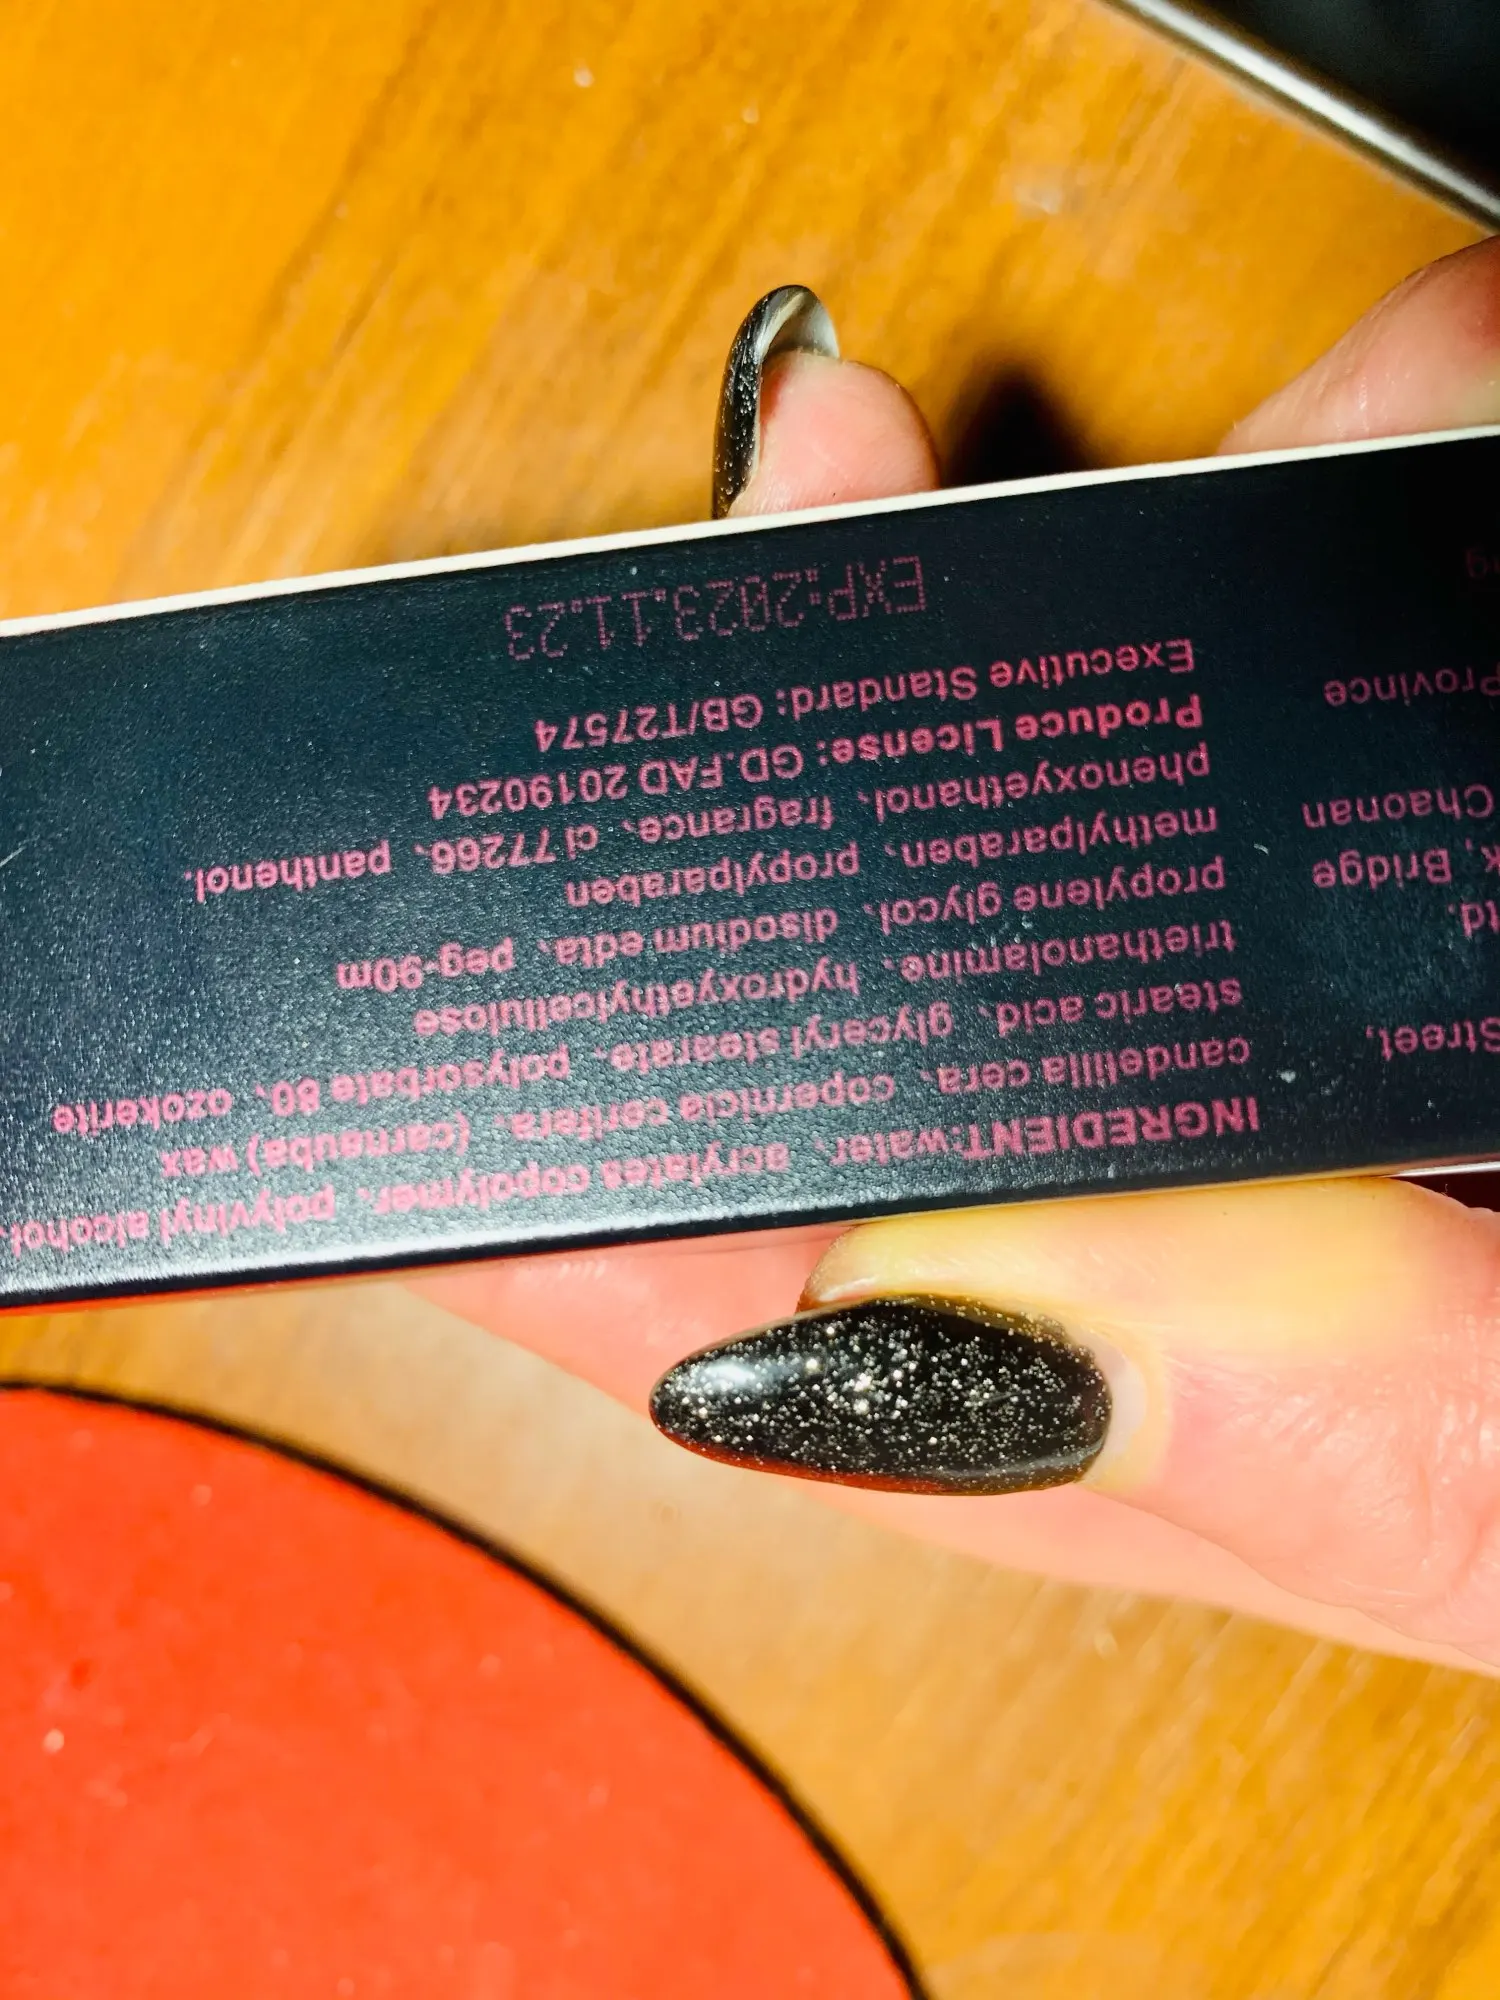 Street,
Bridge
Chaonan
Province
INGREDIENT:water、acrylates copolymer、polyvinyl alcohol、
candelilla cera、copernicia cerifara、(carnauba) wax
stearic acid、glyceryl stearate、polysorbate 80、ozokerite
triethanolamine、hydroxyethylcellulose
propylene glycol、disodium edta、peg-90m
methylparaben、propylparaben
phenoxyethanol、fragrance、ci 77266、panthenol.
Produce License: GD.FAD 20190234
Executive Standard: GB/T27574
EXP:2023.11.23